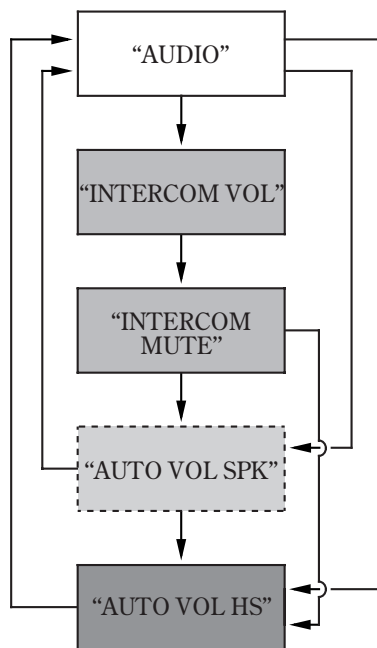 “AUDIO”
“INTERCOM VOL”
“INTERCOM
MUTE”
“AUTO VOL SPK”
“AUTO VOL HS”